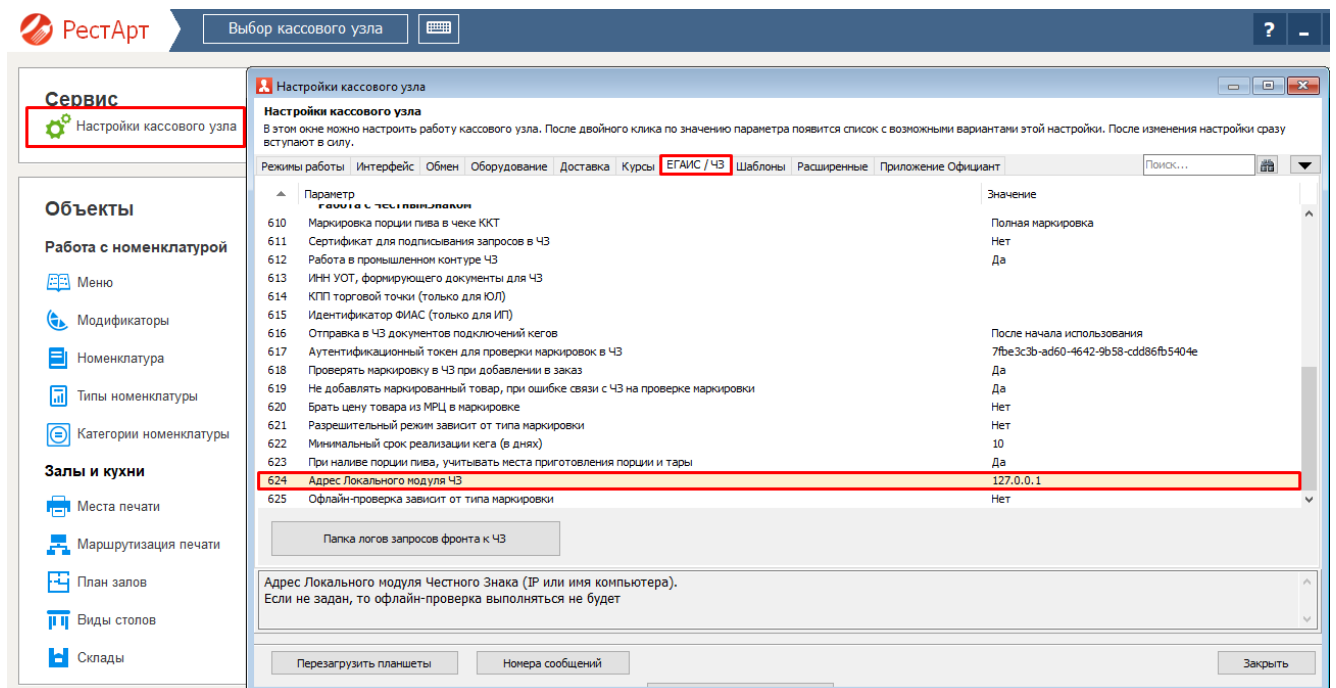 РестАрт
Выбор кассового узла
?
Сервис
Настройки кассового узла
Объекты
Работа с номенклатурой
Меню
Модификаторы
Номенклатура
Типы номенклатуры
Категории номенклатуры
Залы и кухни
Места печати
Маршрутизация печати
План залов
Виды столов
Склады
Настройки кассового узла
Настройки кассового узла
В этом окне можно настроить работу кассового узла. После двойного клика по значению параметра появится список с возможными вариантами этой настройки. После изменения настройки сразу
вступают в силу.
Режимы работы Интерфейс Обмен Оборудование Доставка Курсы ЕГАИС / ЧЗ Шаблоны Расширенные Приложение Официант Поиск...
Параметр Значение
Работа с Честным знаком
610 Маркировка порции пива в чеке ККТ Полная маркировка
611 Сертификат для подписывания запросов в ЧЗ Нет
612 Работа в промышленном контуре ЧЗ Да
613 ИНН УОТ, формирующего документы для ЧЗ
614 КПП торговой точки (только для ЮЛ)
615 Идентификатор ФИАС (только для ИП)
616 Отправка в ЧЗ документов подключений кегов После начала использования
617 Аутентификационный токен для проверки маркировок в ЧЗ 7fbe3c3b-ad60-4642-9b58-cdd86fb5404e
618 Проверять маркировку в ЧЗ при добавлении в заказ Да
619 Не добавлять маркированный товар, при ошибке связи с ЧЗ на проверке маркировки Да
620 Брать цену товара из МРЦ в маркировке Нет
621 Разрешительный режим зависит от типа маркировки Нет
622 Минимальный срок реализации кега (в днях) 10
623 При наливе порции пива, учитывать места приготовления порции и тары Да
624 Адрес Локального модуля ЧЗ 127.0.0.1
625 Офлайн-проверка зависит от типа маркировки Нет
Папка логов запросов фронта к ЧЗ
Адрес Локального модуля Честного Знака (IP или имя компьютера).
Если не задан, то офлайн-проверка выполняться не будет
Перезагрузить планшеты Номера сообщений Закрыть